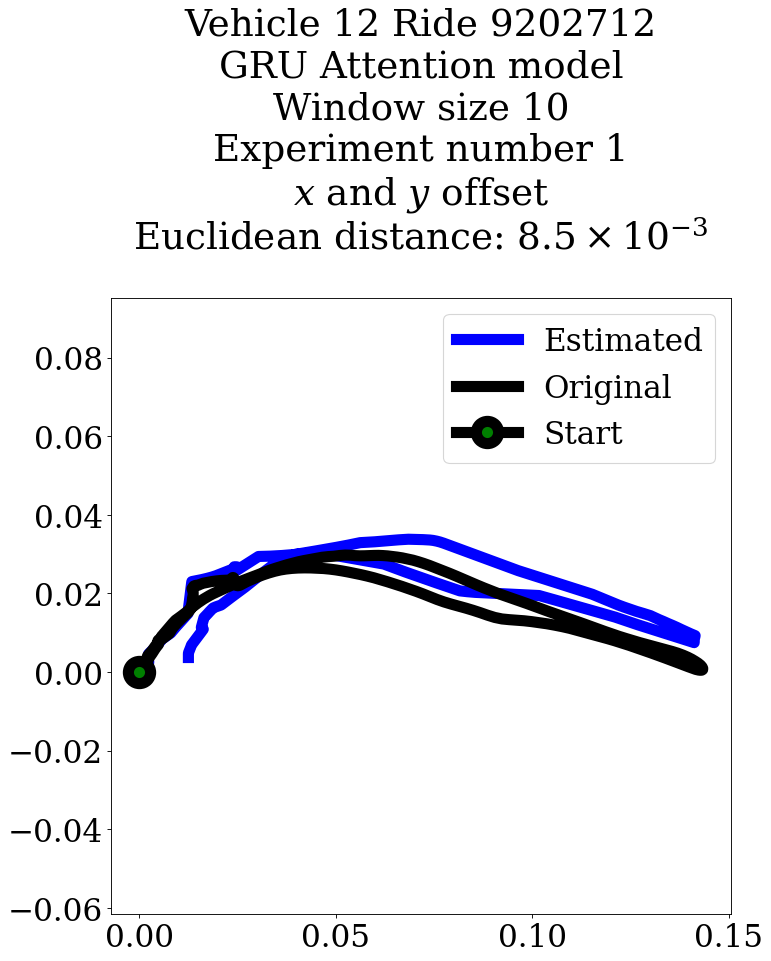 Vehicle 12 Ride 9202712
GRU Attention model
Window size 10
Experiment number 1
x and y offset
Euclidean distance: 8.5 × 10⁻³
Estimated
Original
Start
0.08
0.06
0.04
0.02
0.00
−0.02
−0.04
−0.06
0.00 0.05 0.10 0.15